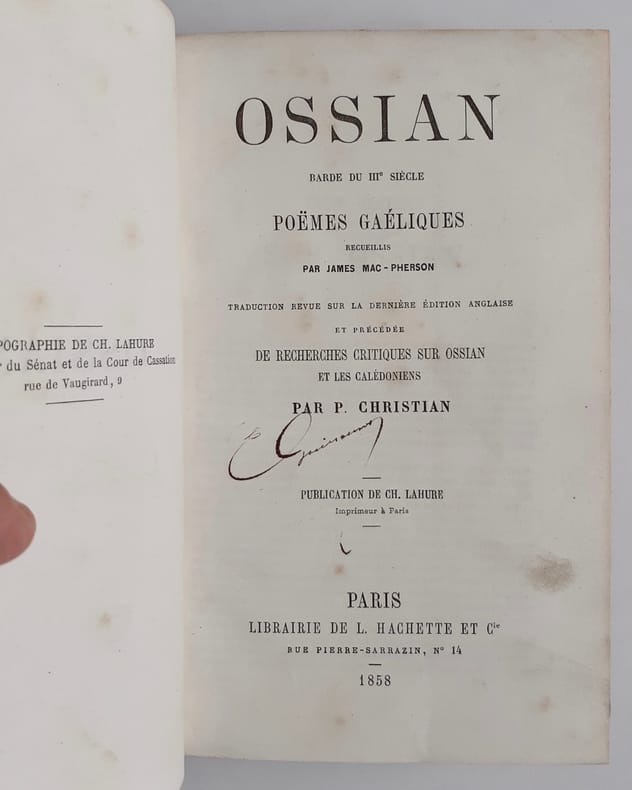 POGRAPHIE DE CH. LAHURE
du Sénat et de la Cour de Cassation
rue de Vaugirard, 9
OSSIAN
BARDE DU IIIe SIÈCLE
POËMES GAÉLIQUES
RECUEILLIS
PAR JAMES MAC-PHERSON
TRADUCTION REVUE SUR LA DERNIÈRE ÉDITION ANGLAISE
ET PRÉCÉDÉE
DE RECHERCHES CRITIQUES SUR OSSIAN
ET LES CALÉDONIENS
PAR P. CHRISTIAN
PUBLICATION DE CH. LAHURE
Imprimeur à Paris
PARIS
LIBRAIRIE DE L. HACHETTE ET Cie
RUE PIERRE-SARRAZIN, N° 14
1858